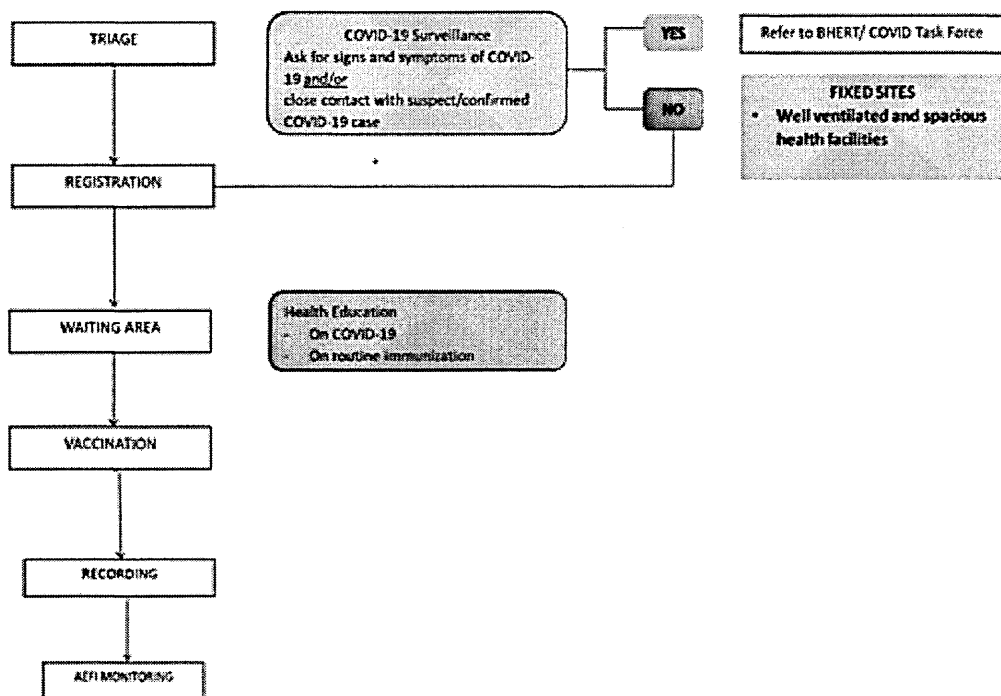 TRIAGE
COVID-19 Surveillance
Ask for signs and symptoms of COVID-
19 and/or
close contact with suspect/confirmed
COVID-19 case
YES
NO
Refer to BHERT/ COVID Task Force
FIXED SITES
• Well ventilated and spacious
health facilities
REGISTRATION
WAITING AREA
Health Education
- On COVID-19
- On routine immunization
VACCINATION
RECORDING
AEFI MONITORING